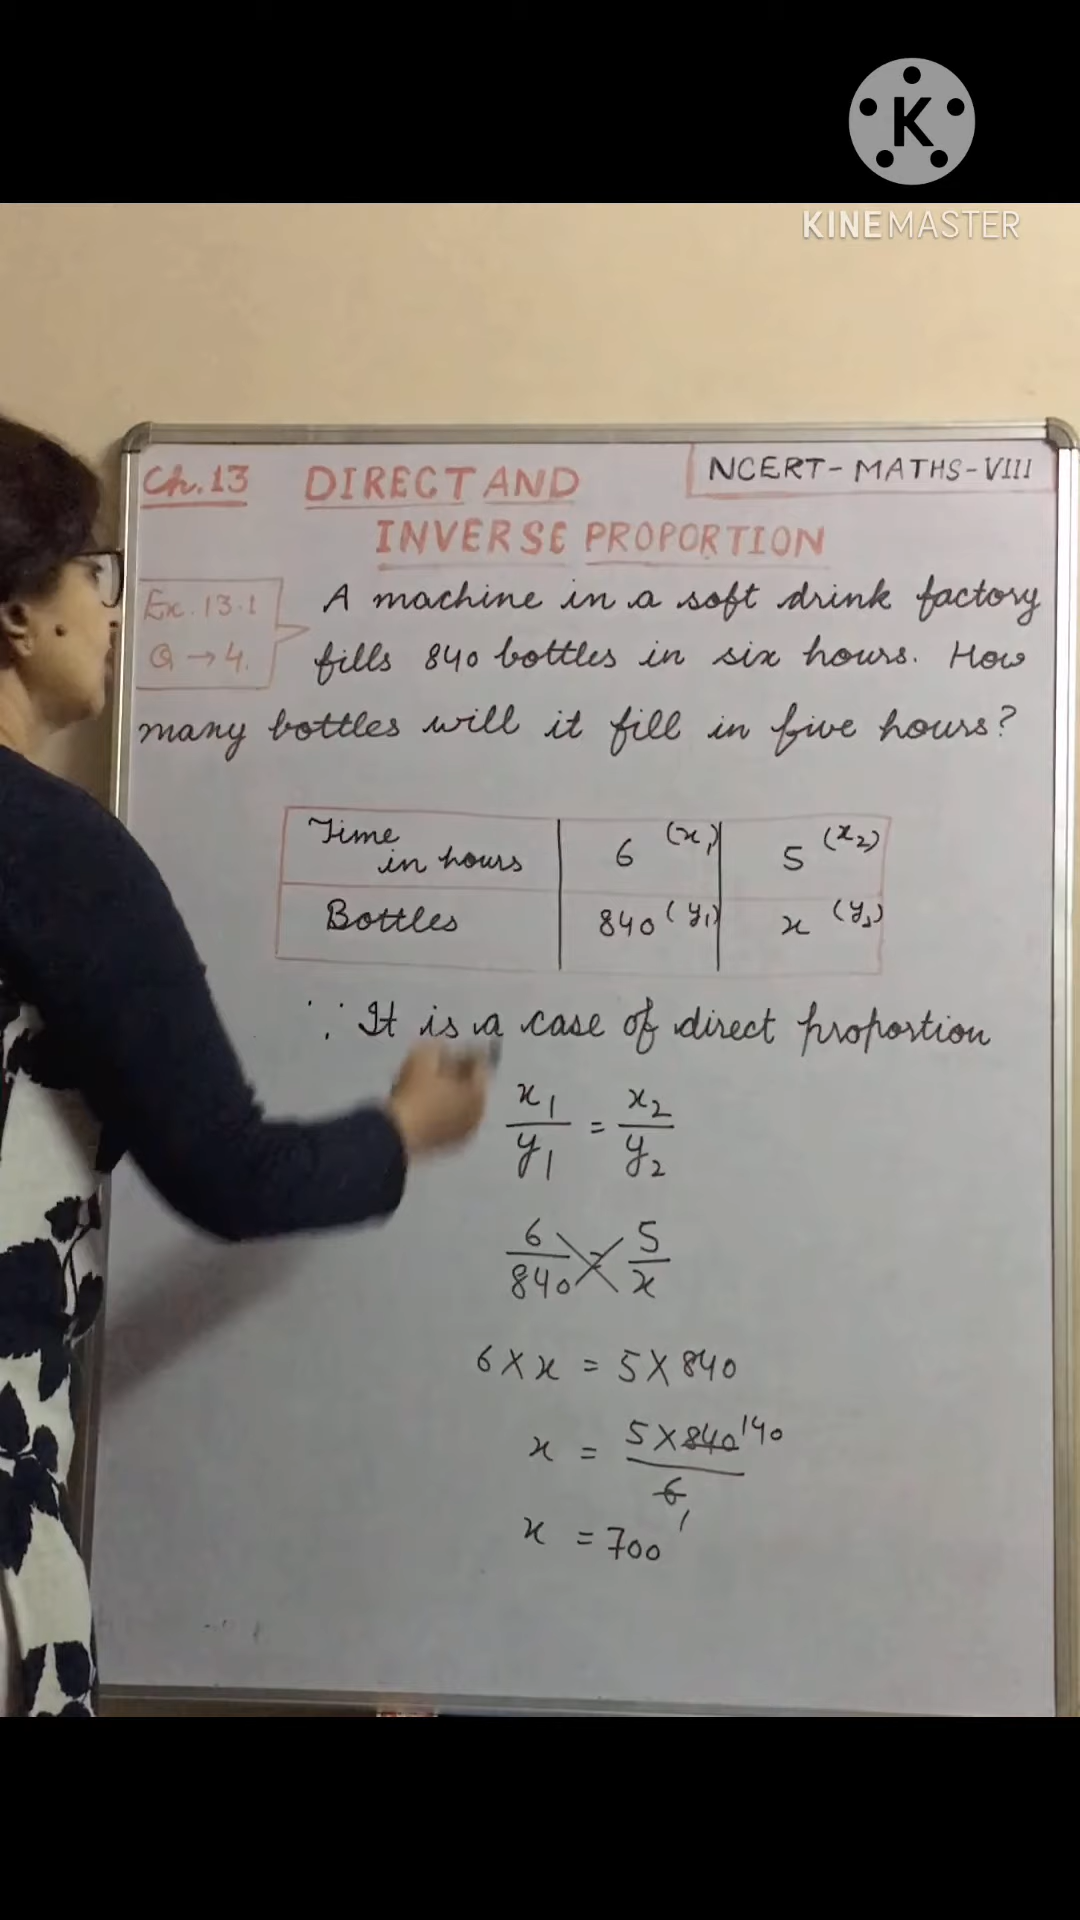 K
KINEMASTER
Ch.13 DIRECT AND
INVERSE PROPORTION
NCERT- MATHS-VIII
Ex. 13.1
Q → 4.
A machine in a soft drink factory
fills 840 bottles in six hours. How
many bottles will it fill in five hours?
Time
in hours
6 (x₁)
5 (x₂)
Bottles
840 (y₁)
x (y₂)
∵ It is a case of direct proportion
x₁/y₁ = x₂/y₂
6/840 = 5/x
6 X x = 5 X 840
x = 5 X 840 140 / 6 1
x = 700